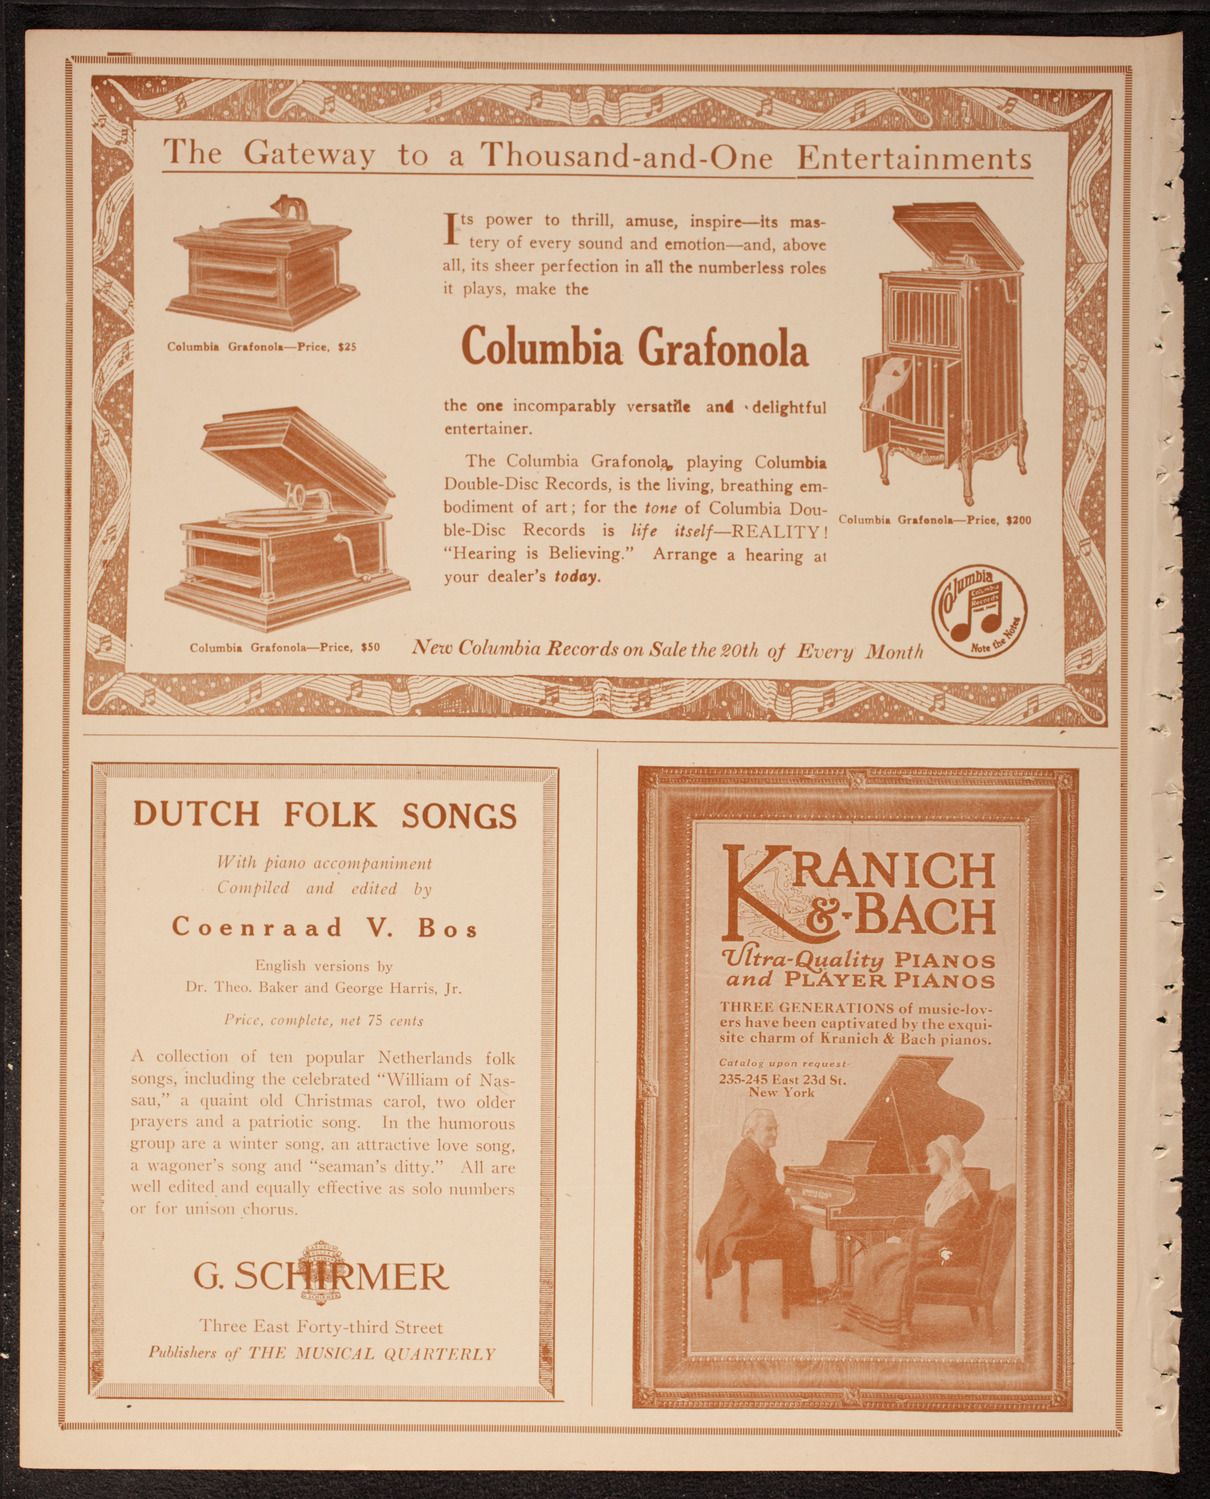 The Gateway to a Thousand-and-One Entertainments
Columbia Grafonola—Price, $25
Its power to thrill, amuse, inspire—its mas-
tery of every sound and emotion—and, above
all, its sheer perfection in all the numberless roles
it plays, make the
Columbia Grafonola
the one incomparably versatile and delightful
entertainer.
The Columbia Grafonola, playing Columbia
Double-Disc Records, is the living, breathing em-
bodiment of art; for the tone of Columbia Dou-
ble-Disc Records is life itself—REALITY!
“Hearing is Believing.” Arrange a hearing at
your dealer’s today.
Columbia Grafonola—Price, $200
Columbia Grafonola—Price, $50
New Columbia Records on Sale the 20th of Every Month
Columbia
Columbia
Records
Note the Notes
DUTCH FOLK SONGS
With piano accompaniment
Compiled and edited by
Coenraad V. Bos
English versions by
Dr. Theo. Baker and George Harris, Jr.
Price, complete, net 75 cents
A collection of ten popular Netherlands folk
songs, including the celebrated “William of Nas-
sau,” a quaint old Christmas carol, two older
prayers and a patriotic song. In the humorous
group are a winter song, an attractive love song,
a wagoner’s song and “seaman’s ditty.” All are
well edited and equally effective as solo numbers
or for unison chorus.
G. SCHIRMER
Three East Forty-third Street
Publishers of THE MUSICAL QUARTERLY
KRANICH
&-BACH
Ultra-Quality PIANOS
and PLAYER PIANOS
THREE GENERATIONS of music-lov-
ers have been captivated by the exqui-
site charm of Kranich & Bach pianos.
Catalog upon request
235-245 East 23d St.
New York